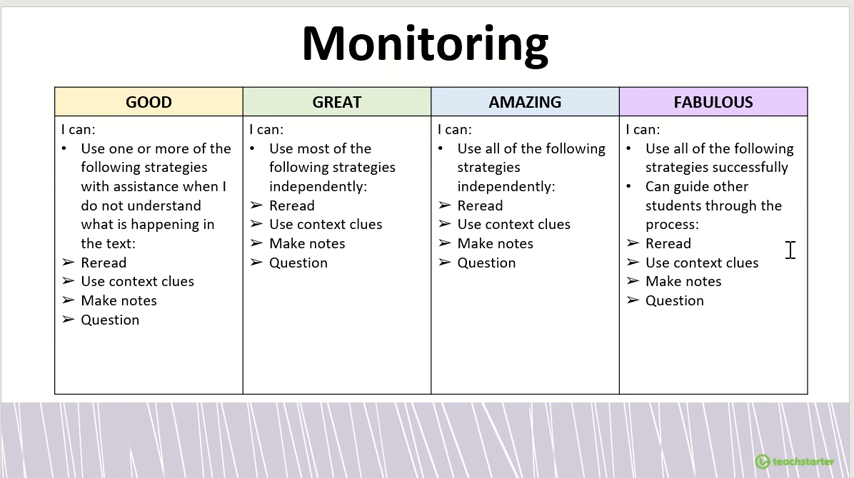 Monitoring
GOOD
I can:
• Use one or more of the
following strategies
with assistance when I
do not understand
what is happening in
the text:
➢ Reread
➢ Use context clues
➢ Make notes
➢ Question
GREAT
I can:
• Use most of the
following strategies
independently:
➢ Reread
➢ Use context clues
➢ Make notes
➢ Question
AMAZING
I can:
• Use all of the following
strategies
independently:
➢ Reread
➢ Use context clues
➢ Make notes
➢ Question
FABULOUS
I can:
• Use all of the following
strategies successfully
• Can guide other
students through the
process:
➢ Reread
➢ Use context clues
➢ Make notes
➢ Question
teachstarter